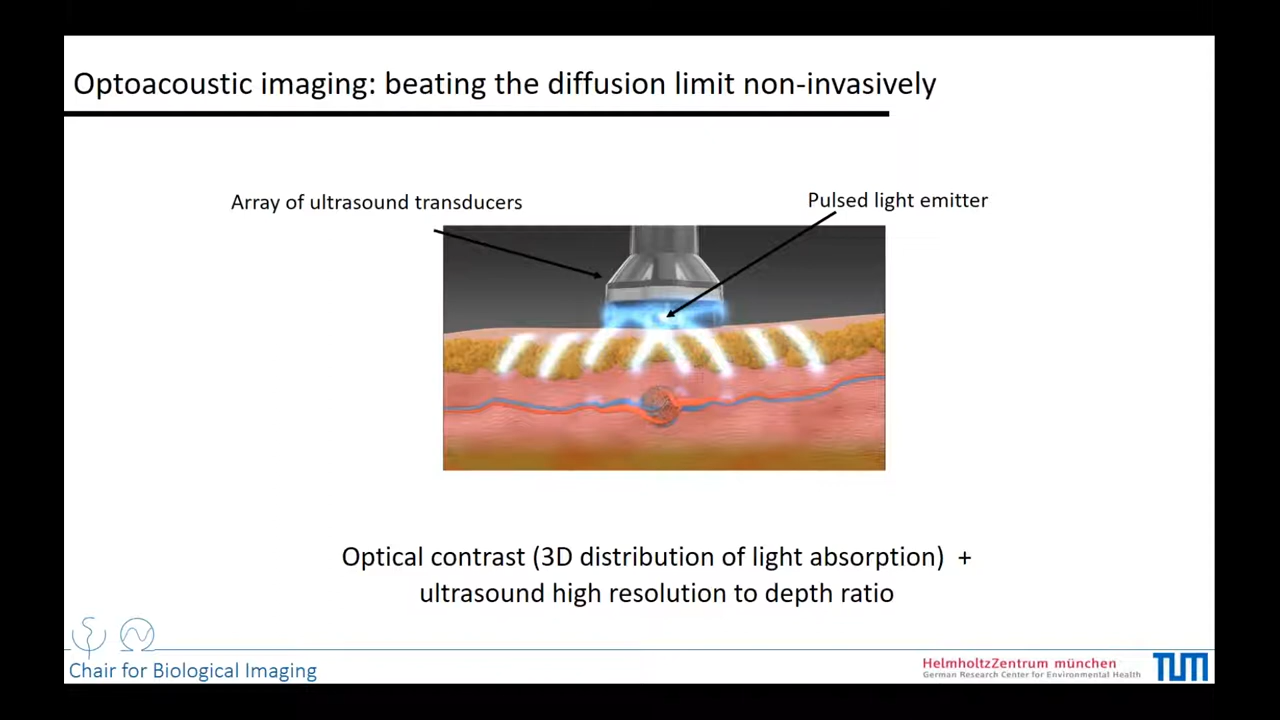 Optoacoustic imaging: beating the diffusion limit non-invasively
Array of ultrasound transducers
Pulsed light emitter
Optical contrast (3D distribution of light absorption) +
ultrasound high resolution to depth ratio
Chair for Biological Imaging
HelmholtzZentrum münchen
German Research Center for Environmental Health
TUM